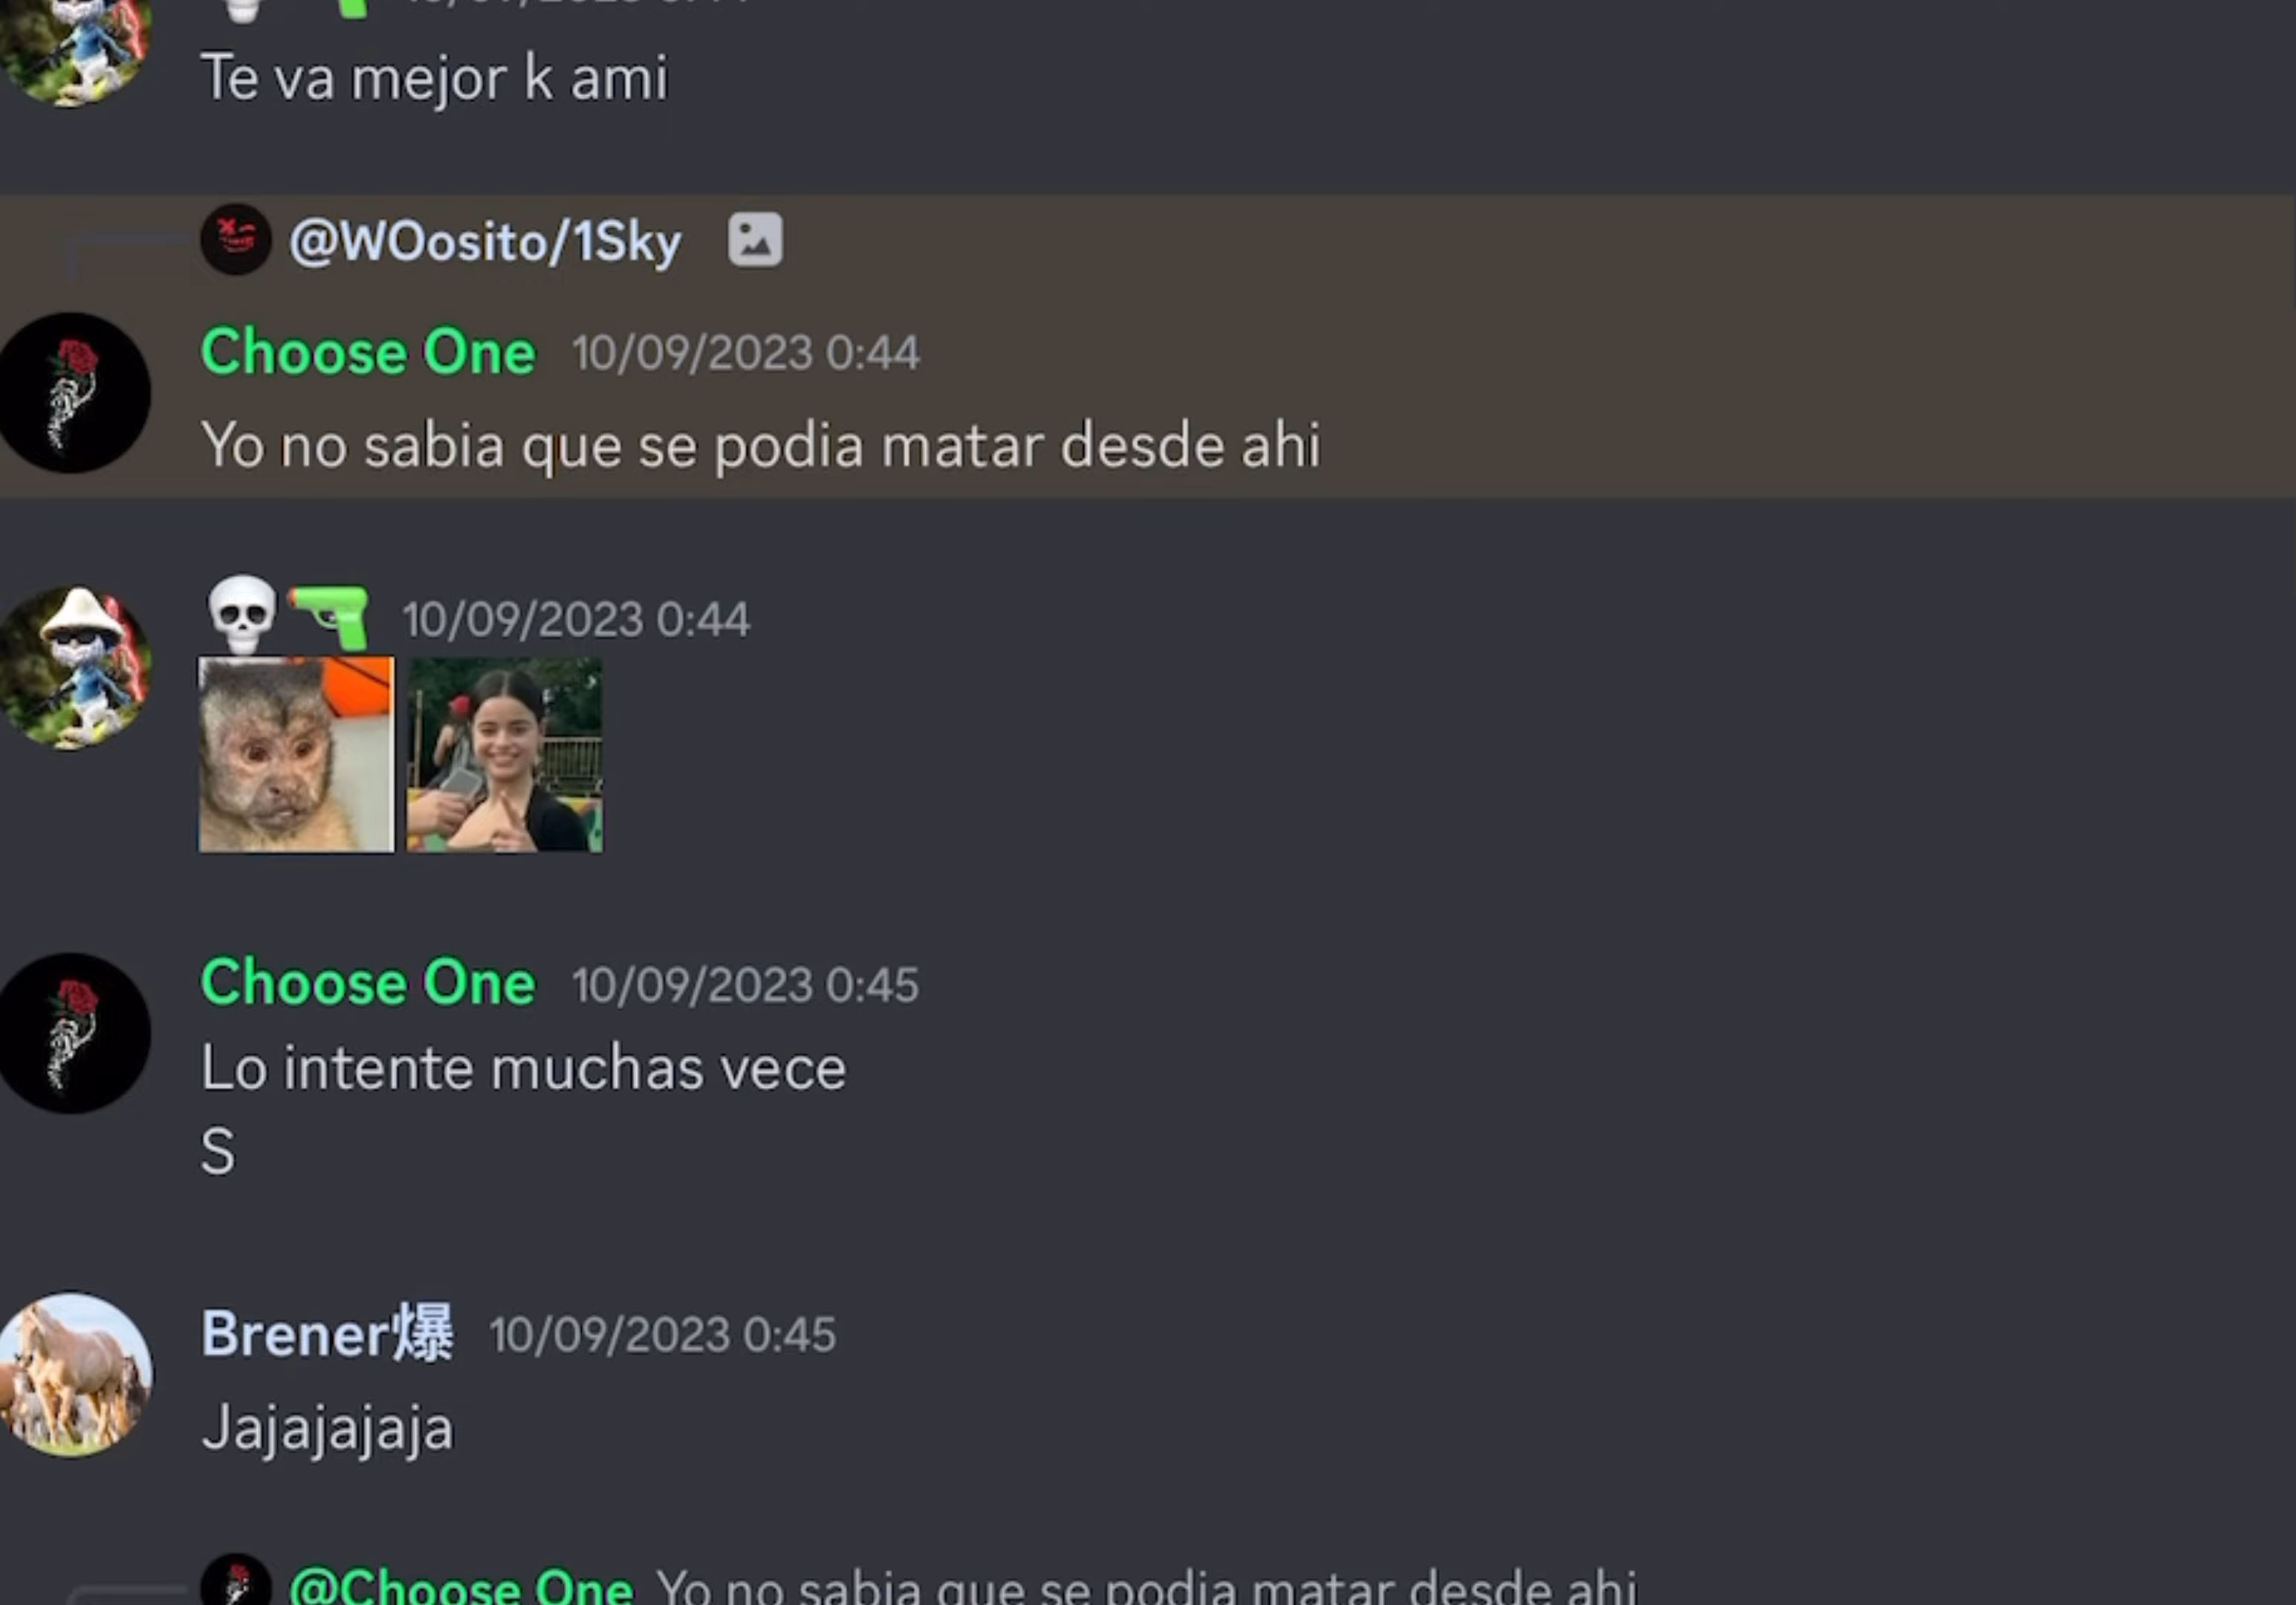 Te va mejor k ami
@WOosito/1Sky
Choose One 10/09/2023 0:44
Yo no sabia que se podia matar desde ahi
💀🔫 10/09/2023 0:44
Choose One 10/09/2023 0:45
Lo intente muchas vece
S
Brener爆 10/09/2023 0:45
Jajajajaja
@Choose One Yo no sabia que se podia matar desde ahi